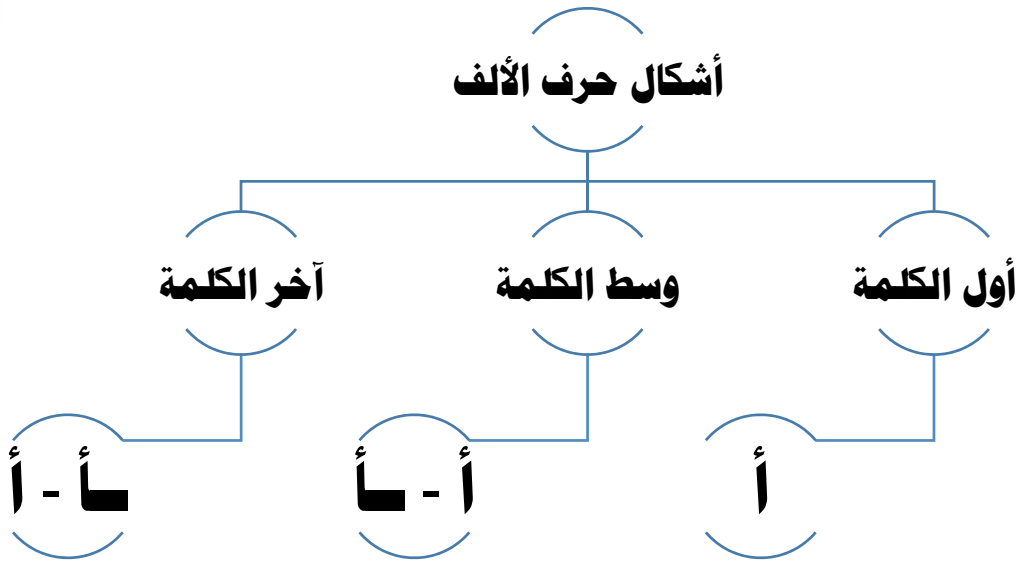 أشكال حرف الألف
أول الكلمة
وسط الكلمة
آخر الكلمة
أ
أ - ـأ
ـأ - أ